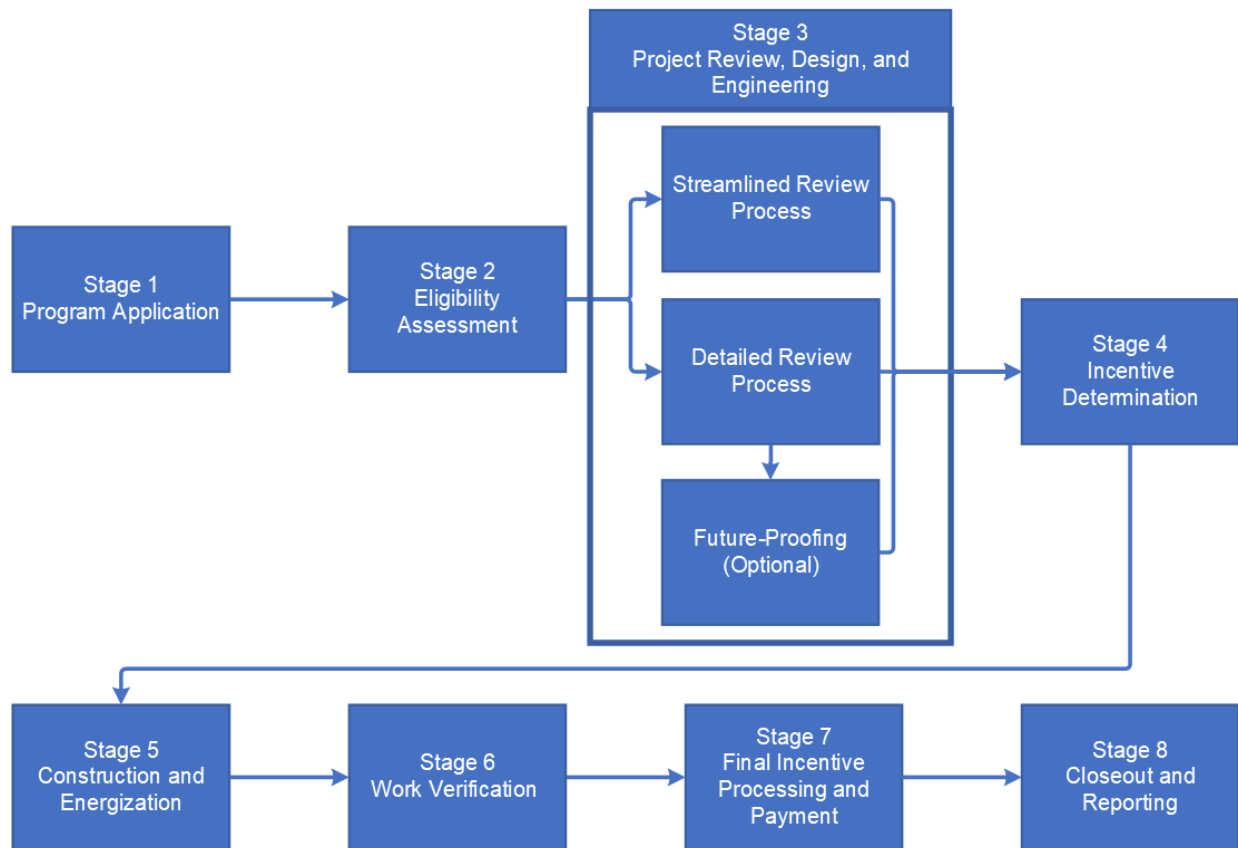 Stage 3
Project Review, Design, and
Engineering
Streamlined Review
Process
Stage 1
Program Application
Stage 2
Eligibility
Assessment
Detailed Review
Process
Stage 4
Incentive
Determination
Future-Proofing
(Optional)
Stage 5
Construction and
Energization
Stage 6
Work Verification
Stage 7
Final Incentive
Processing and
Payment
Stage 8
Closeout and
Reporting